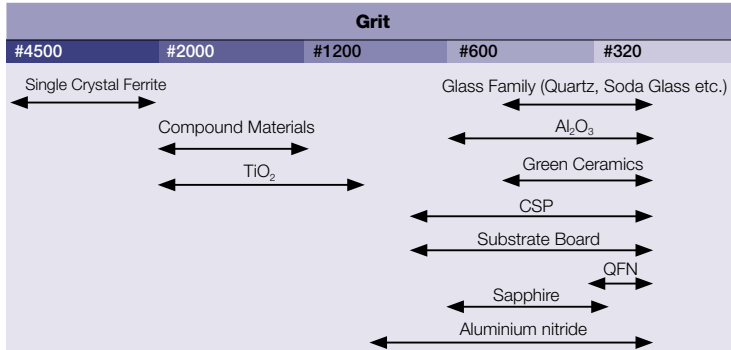 Grit
#4500 #2000 #1200 #600 #320
Single Crystal Ferrite
Glass Family (Quartz, Soda Glass etc.)
Compound Materials
Al₂O₃
TiO₂
Green Ceramics
CSP
Substrate Board
QFN
Sapphire
Aluminium nitride